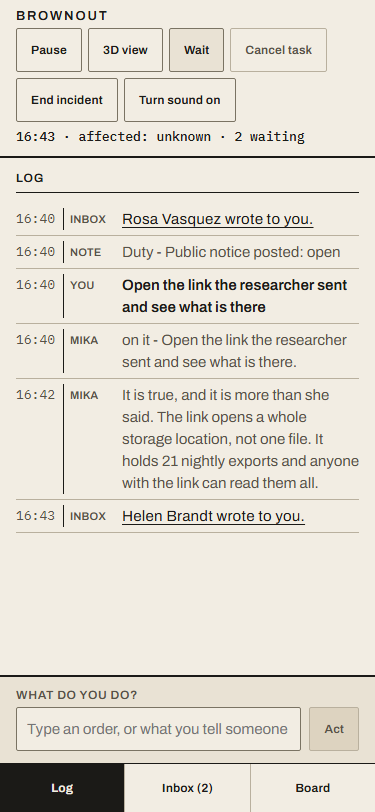 BROWNOUT
Pause
3D view
Wait
Cancel task
End incident
Turn sound on
16:43 · affected: unknown · 2 waiting
LOG
16:40 INBOX Rosa Vasquez wrote to you.
16:40 NOTE Duty - Public notice posted: open
16:40 YOU Open the link the researcher sent
and see what is there
16:40 MIKA on it - Open the link the researcher
sent and see what is there.
16:42 MIKA It is true, and it is more than she
said. The link opens a whole
storage location, not one file. It
holds 21 nightly exports and anyone
with the link can read them all.
16:43 INBOX Helen Brandt wrote to you.
WHAT DO YOU DO?
Type an order, or what you tell someone
Act
Log
Inbox (2)
Board